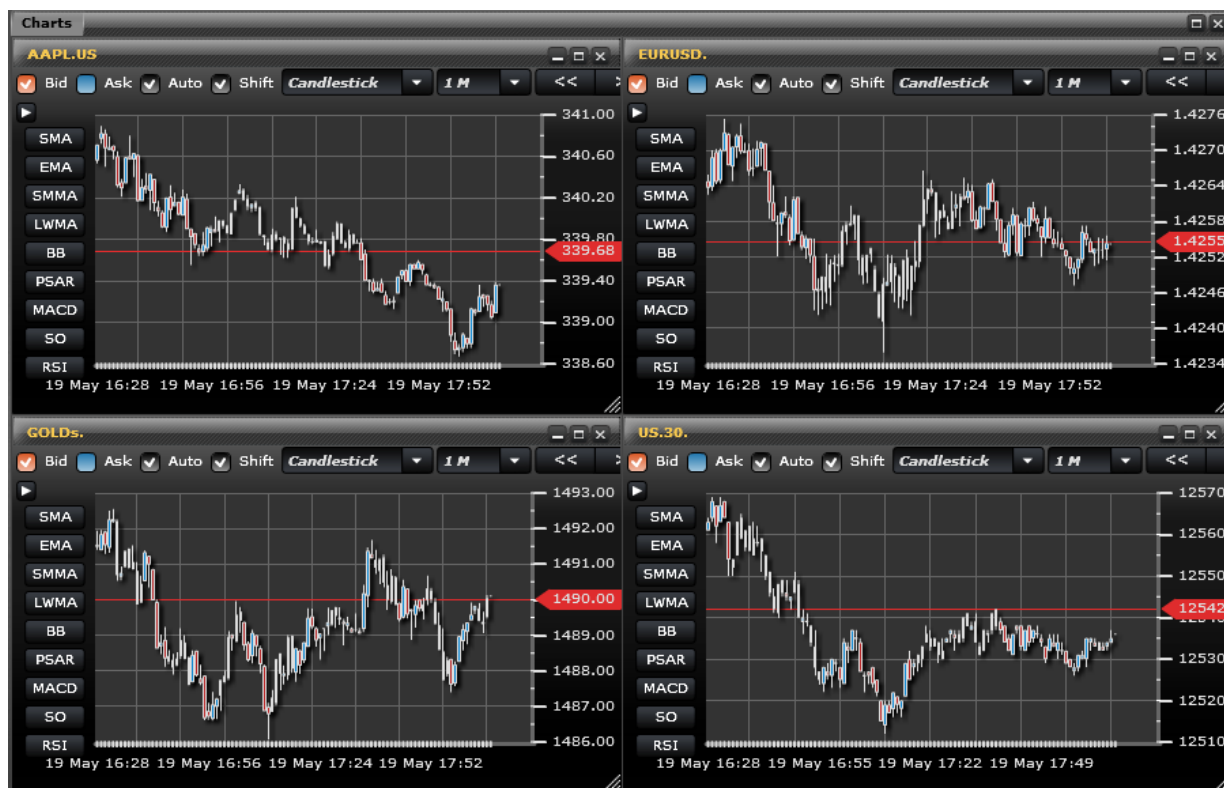 Charts
AAPL.US
Bid Ask Auto Shift Candlestick 1 M <<
SMA
EMA
SMMA
LWMA
BB
PSAR
MACD
SO
RSI
341.00
340.60
340.20
339.80
339.68
339.40
339.00
338.60
19 May 16:28 19 May 16:56 19 May 17:24 19 May 17:52
EURUSD.
Bid Ask Auto Shift Candlestick 1 M <<
SMA
EMA
SMMA
LWMA
BB
PSAR
MACD
SO
RSI
1.4276
1.4270
1.4264
1.4258
1.4255
1.4252
1.4246
1.4240
1.4234
19 May 16:28 19 May 16:56 19 May 17:24 19 May 17:52
GOLDs.
Bid Ask Auto Shift Candlestick 1 M <<
SMA
EMA
SMMA
LWMA
BB
PSAR
MACD
SO
RSI
1493.00
1492.00
1491.00
1490.00
1489.00
1488.00
1487.00
1486.00
19 May 16:28 19 May 16:56 19 May 17:24 19 May 17:52
US.30.
Bid Ask Auto Shift Candlestick 1 M <<
SMA
EMA
SMMA
LWMA
BB
PSAR
MACD
SO
RSI
12570
12560
12550
12542
12530
12520
12510
19 May 16:28 19 May 16:55 19 May 17:22 19 May 17:49